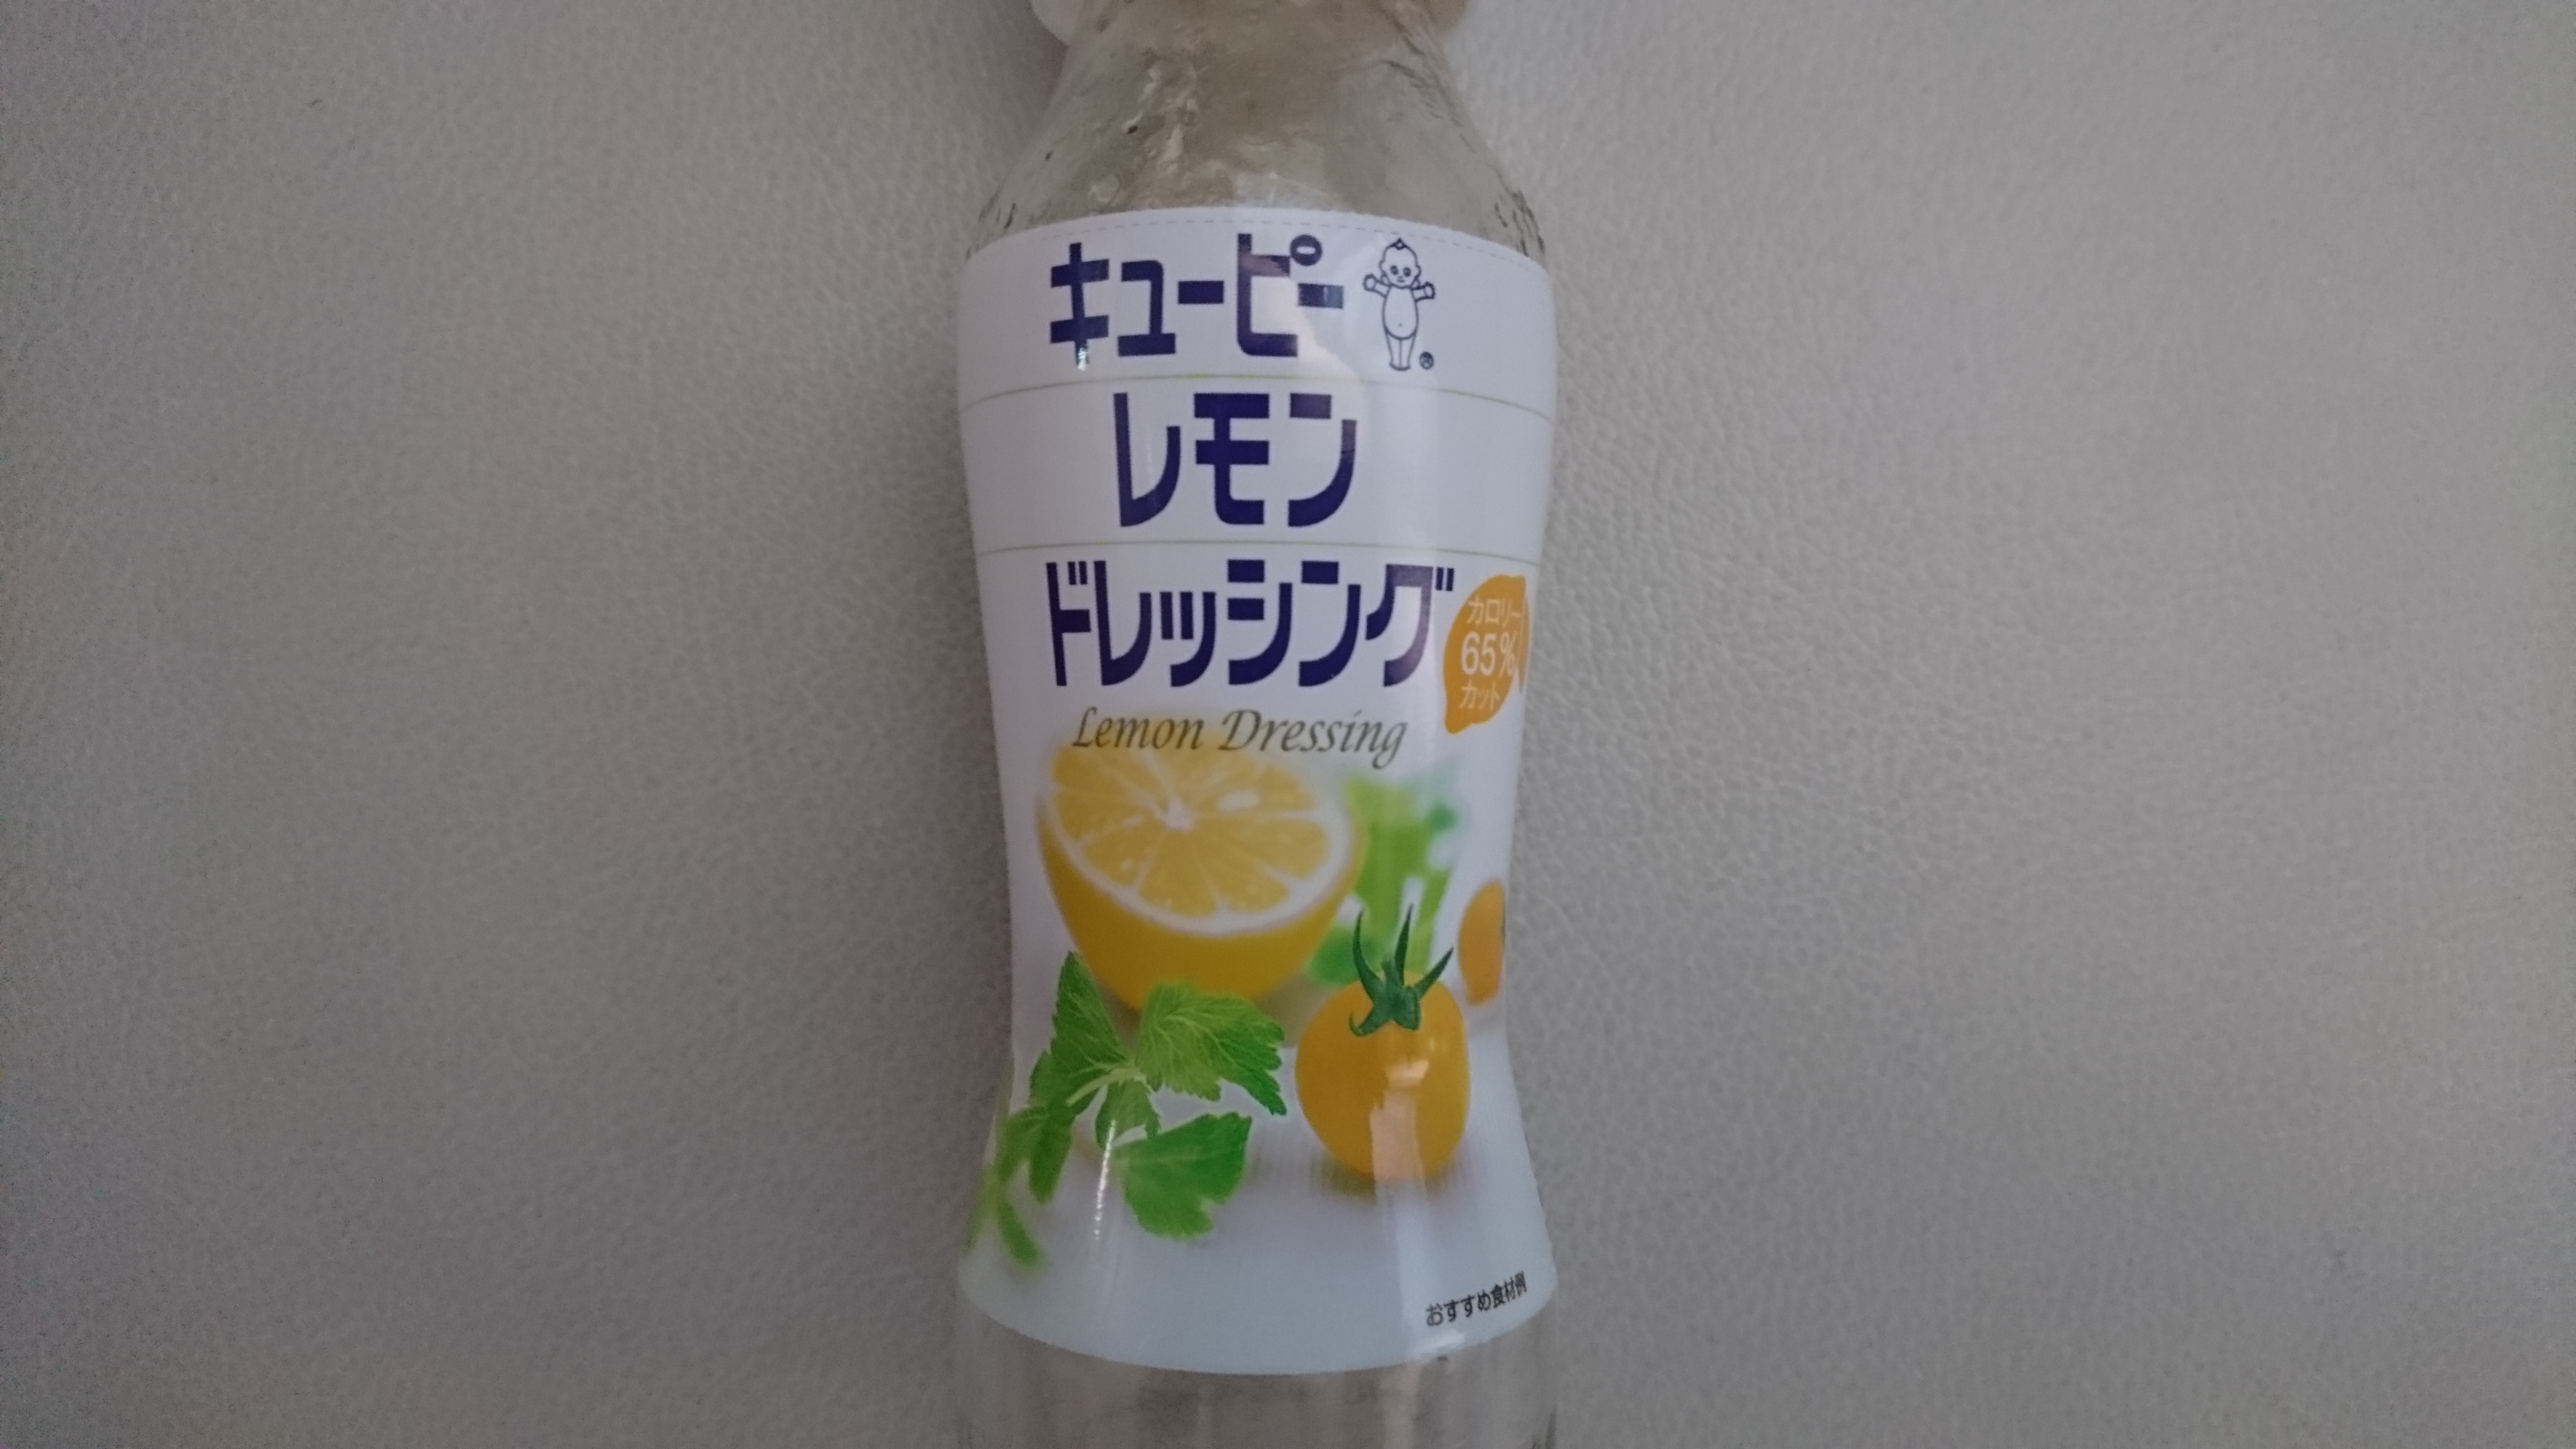 キューピー
®
レモン
ドレッシング
カロリー
65%
カット
Lemon Dressing
おすすめ食材例